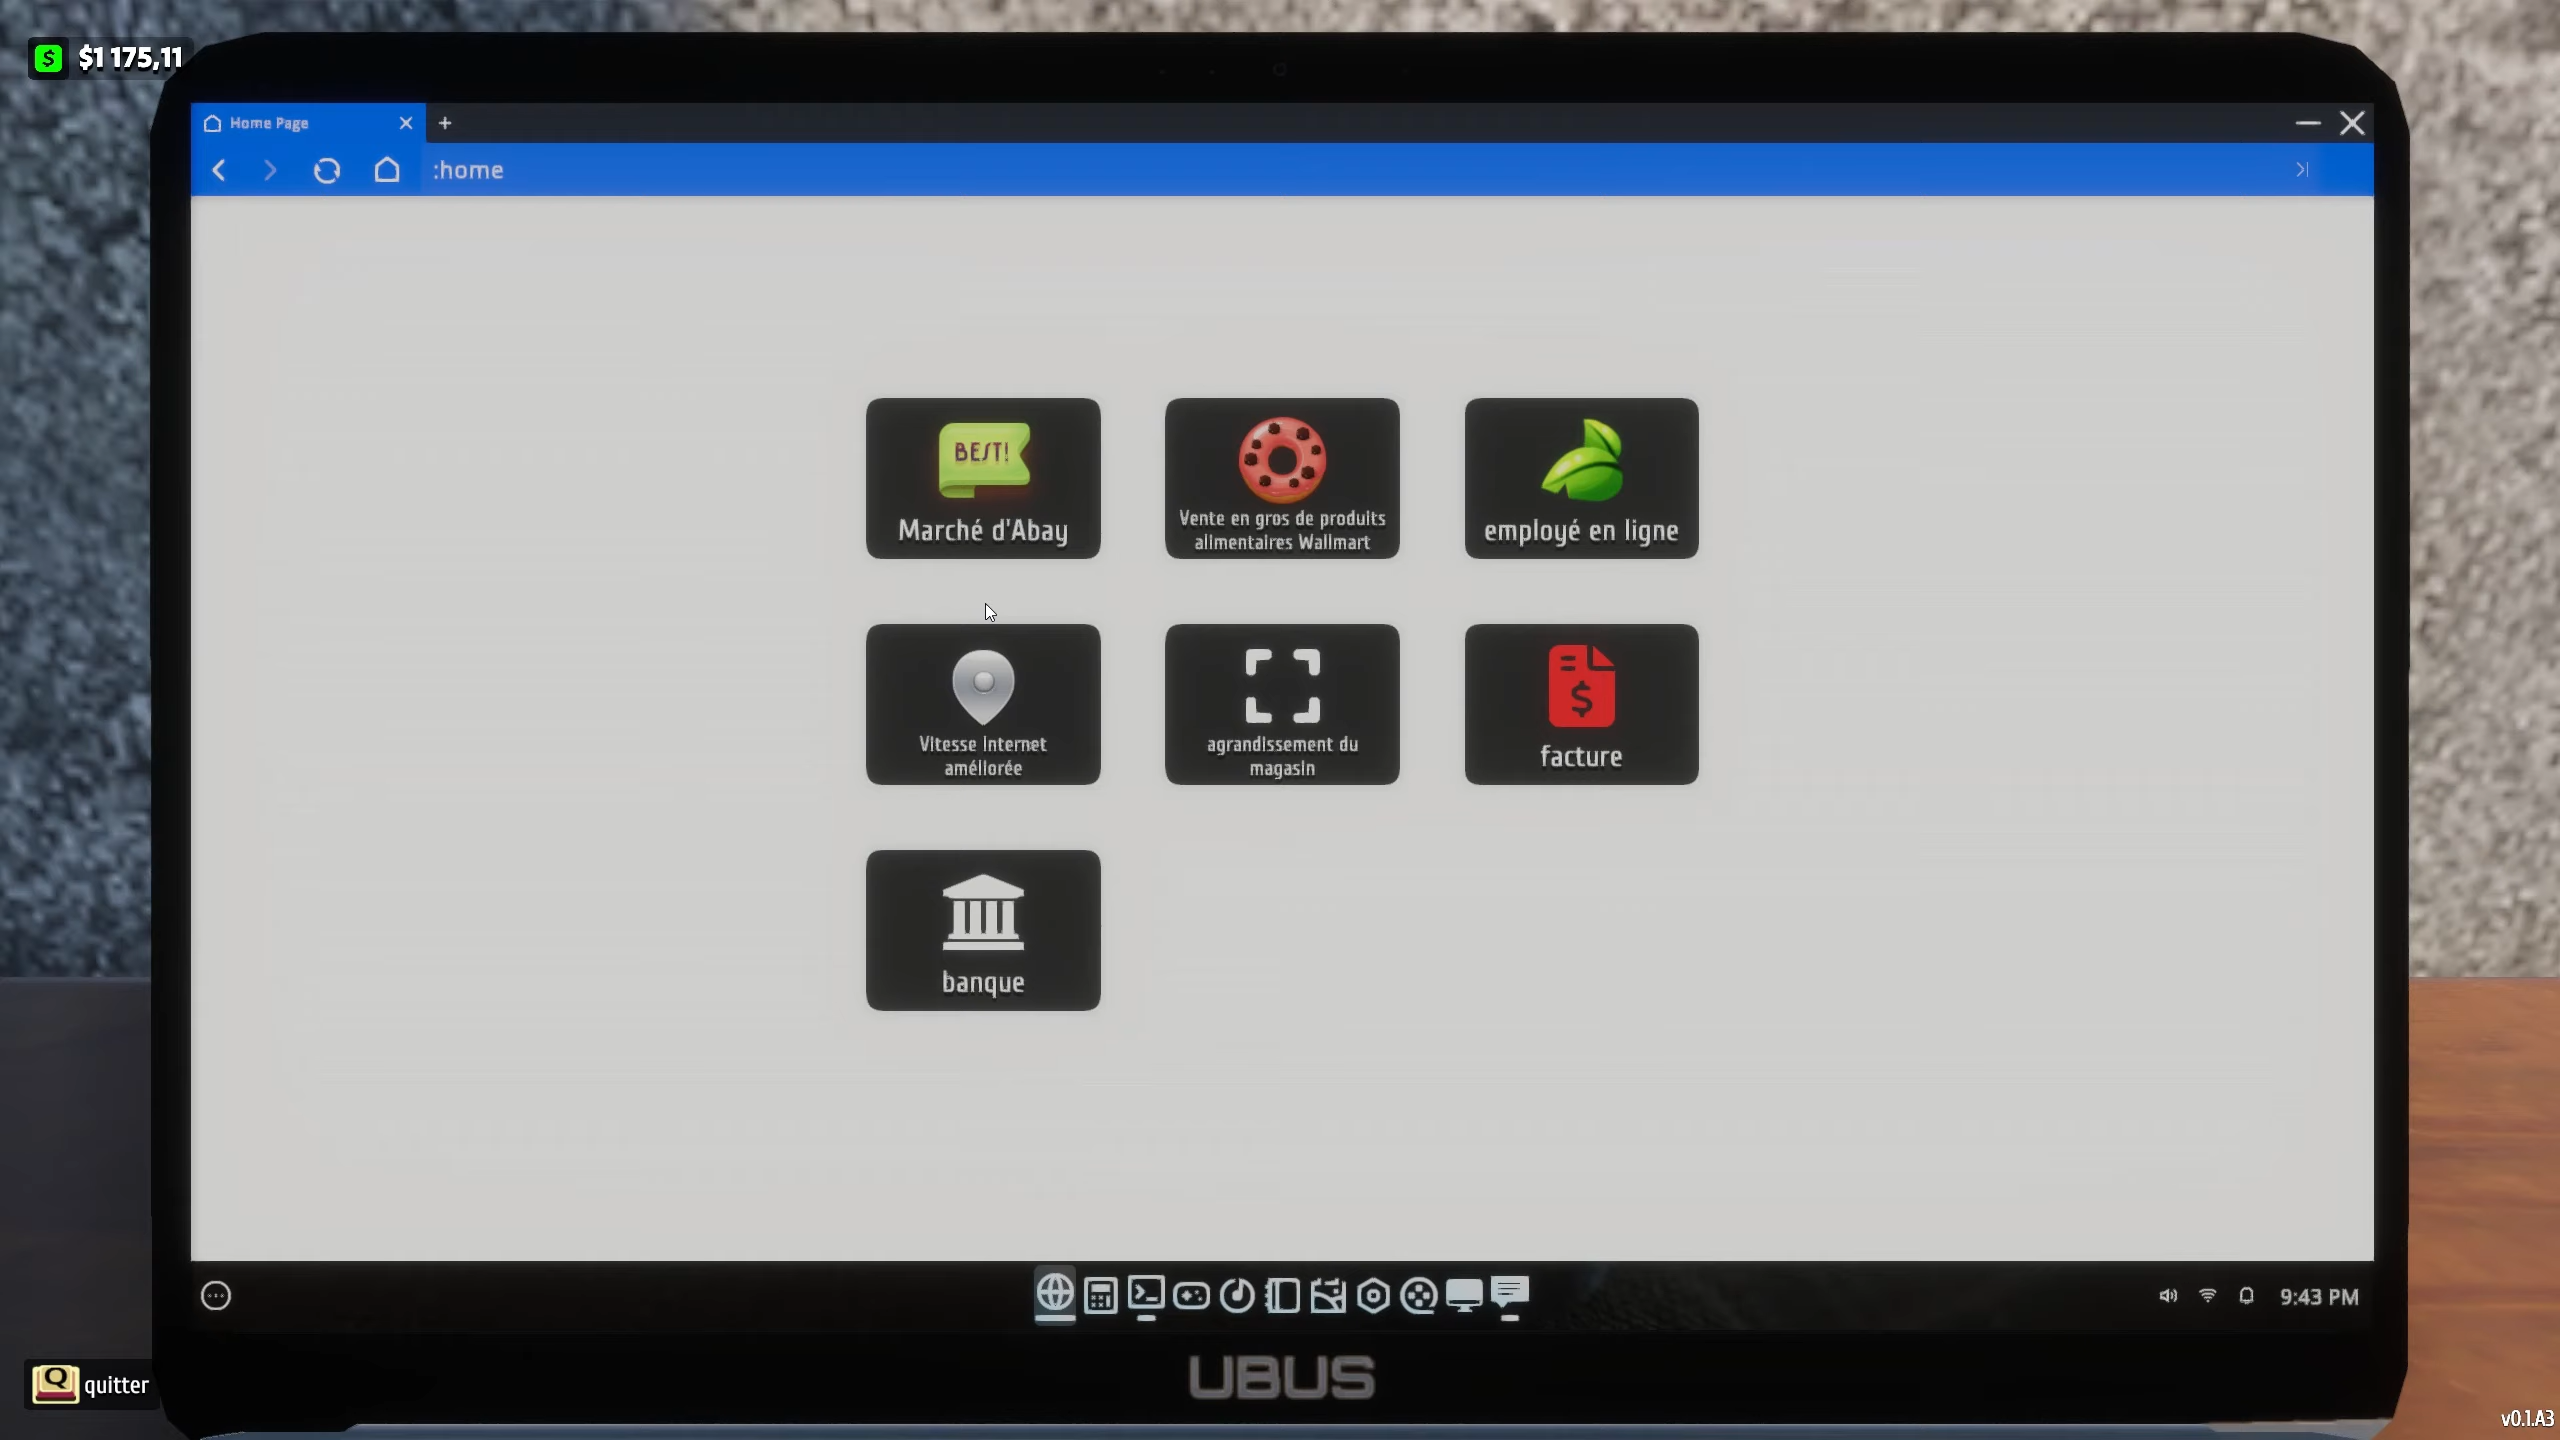 $1 175,11
Home Page
:home
BEST!
Marché d'Abay
Vente en gros de produits
alimentaires Wallmart
employé en ligne
Vitesse Internet
améliorée
agrandissement du
magasin
$
facture
banque
9:43 PM
UBUS
Q quitter
v0.1.A3